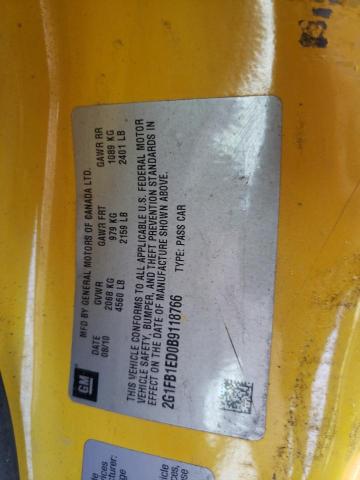 MFD BY GENERAL MOTORS OF CANADA LTD.
DATE GVWR GAWR FRT GAWR RR
08/10 2068 KG 979 KG 1089 KG
4560 LB 2159 LB 2401 LB
THIS VEHICLE CONFORMS TO ALL APPLICABLE U.S. FEDERAL MOTOR
VEHICLE SAFETY, BUMPER, AND THEFT PREVENTION STANDARDS IN
EFFECT ON THE DATE OF MANUFACTURE SHOWN ABOVE.
2G1FB1ED0B9118766 TYPE: PASS CAR
GM